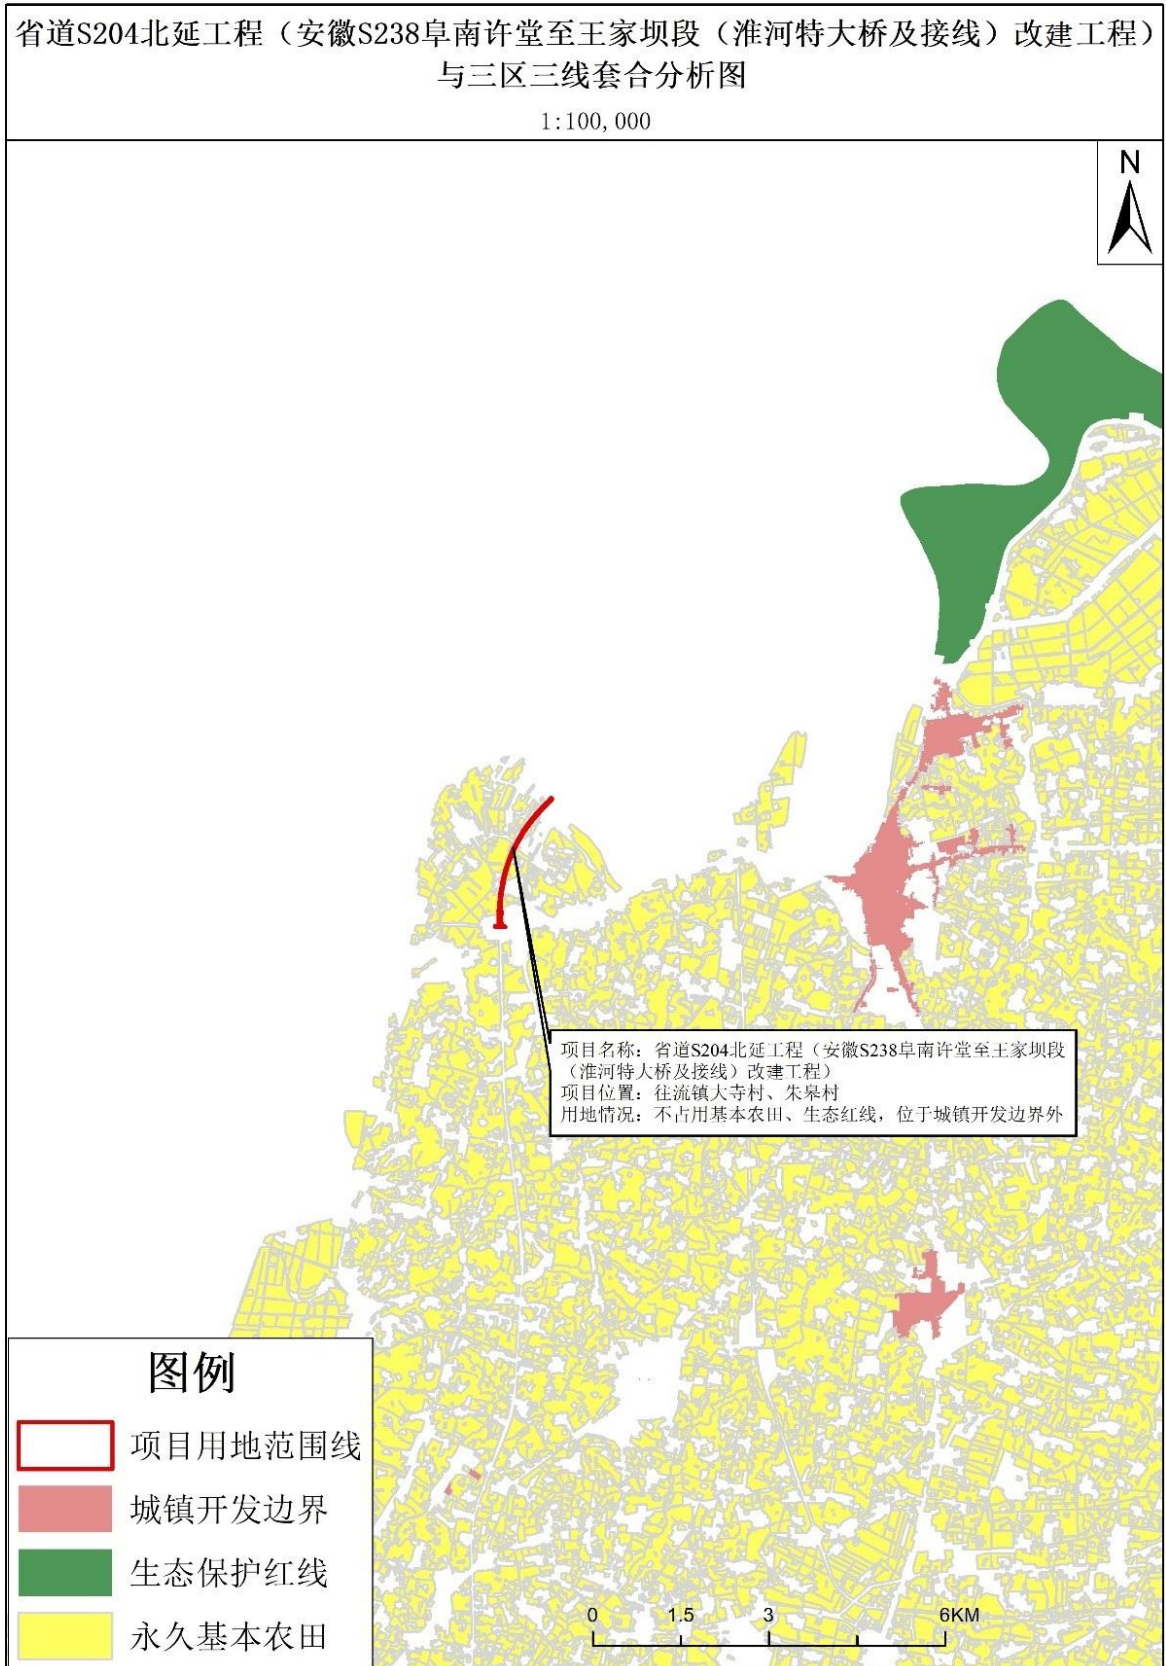 省道S204北延工程（安徽S238阜南许堂至王家坝段（淮河特大桥及接线）改建工程）
与三区三线套合分析图
1:100,000
N
项目名称：省道S204北延工程（安徽S238阜南许堂至王家坝段
（淮河特大桥及接线）改建工程）
项目位置：往流镇大寺村、朱皋村
用地情况：不占用基本农田、生态红线，位于城镇开发边界外
图例
项目用地范围线
城镇开发边界
生态保护红线
永久基本农田
0 1.5 3 6KM